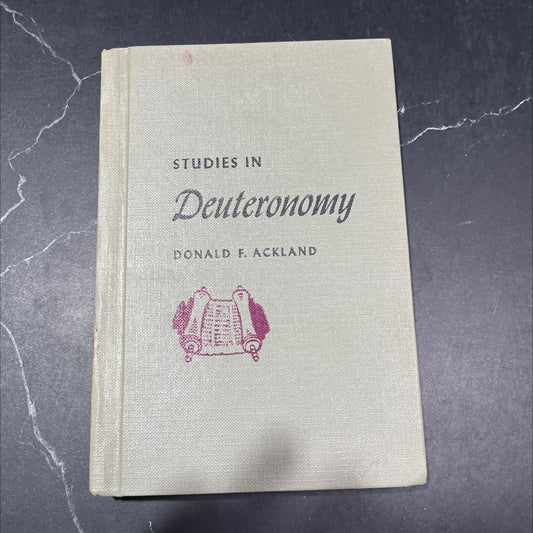 STUDIES IN
Deuteronomy
DONALD F. ACKLAND